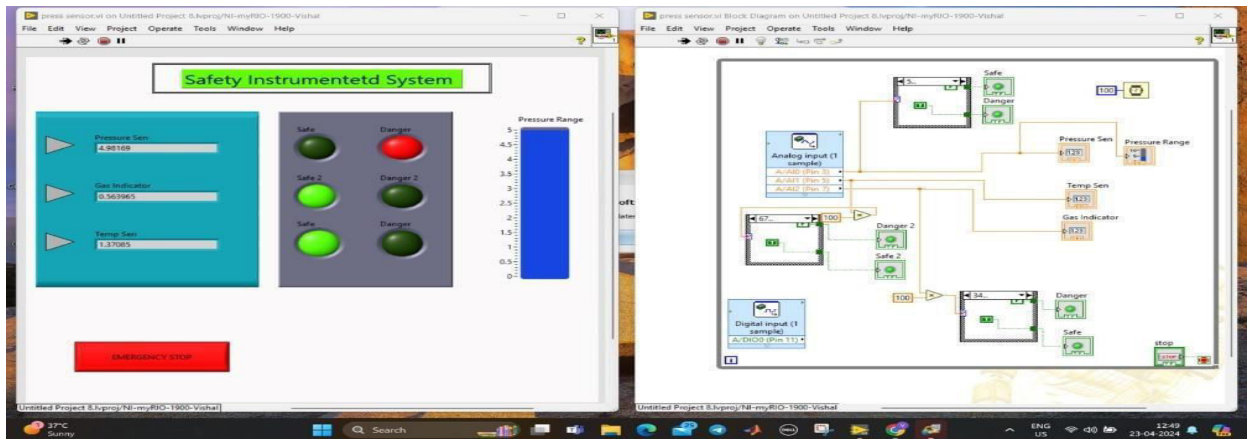 press sensor.vi on Untitled Project 8.lvproj/NI-myRIO-1900-Vishal
File Edit View Project Operate Tools Window Help
Safety Instrumentetd System
Pressure Sen
4.98169
Gas Indicator
0.563965
Temp Sen
1.37085
Safe Danger
Safe 2 Danger 2
Safe Danger
Pressure Range
5
4.5
4
3.5
3
2.5
2
1.5
1
0.5
0
EMERGENCY STOP
Untitled Project 8.lvproj/NI-myRIO-1900-Vishal
press sensor.vi Block Diagram on Untitled Project 8.lvproj/NI-myRIO-1900-Vishal
File Edit View Project Operate Tools Window Help
5...
Safe
Danger
100
Analog input (1
sample)
A/AI0 (Pin 3)
A/AI1 (Pin 5)
A/AI2 (Pin 7)
Pressure Sen
Pressure Range
Temp Sen
Gas Indicator
67...
100
Danger 2
Safe 2
100
34...
Danger
Safe
Digital input (1
sample)
A/DIO0 (Pin 11)
stop
Untitled Project 8.lvproj/NI-myRIO-1900-Vishal
37°C
Sunny
Search
ENG
US
12:49
23-04-2024